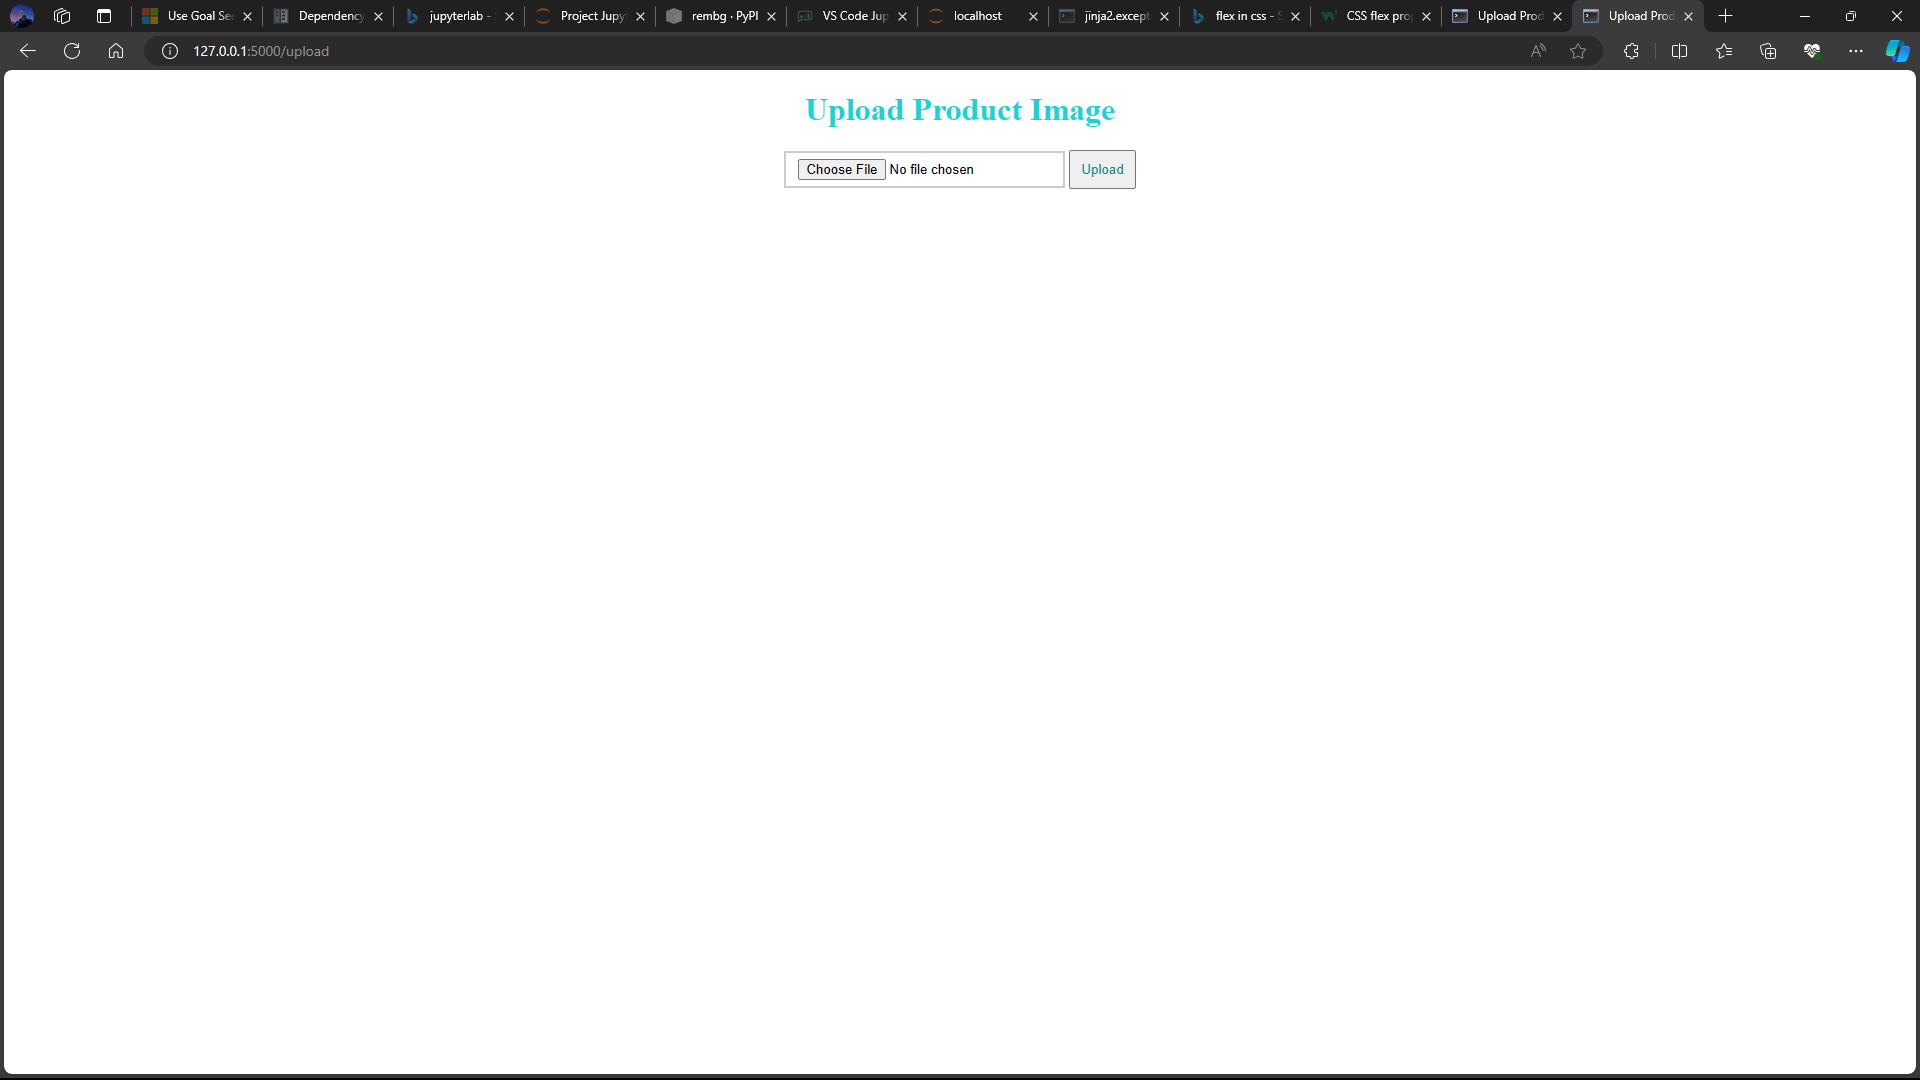 Use Goal Se
Dependency
jupyterlab -
Project Jupy
rembg · PyPI
VS Code Jup
localhost
jinja2.except
flex in css - S
CSS flex pro
Upload Prod
Upload Prod
127.0.0.1:5000/upload
Upload Product Image
Choose File No file chosen
Upload